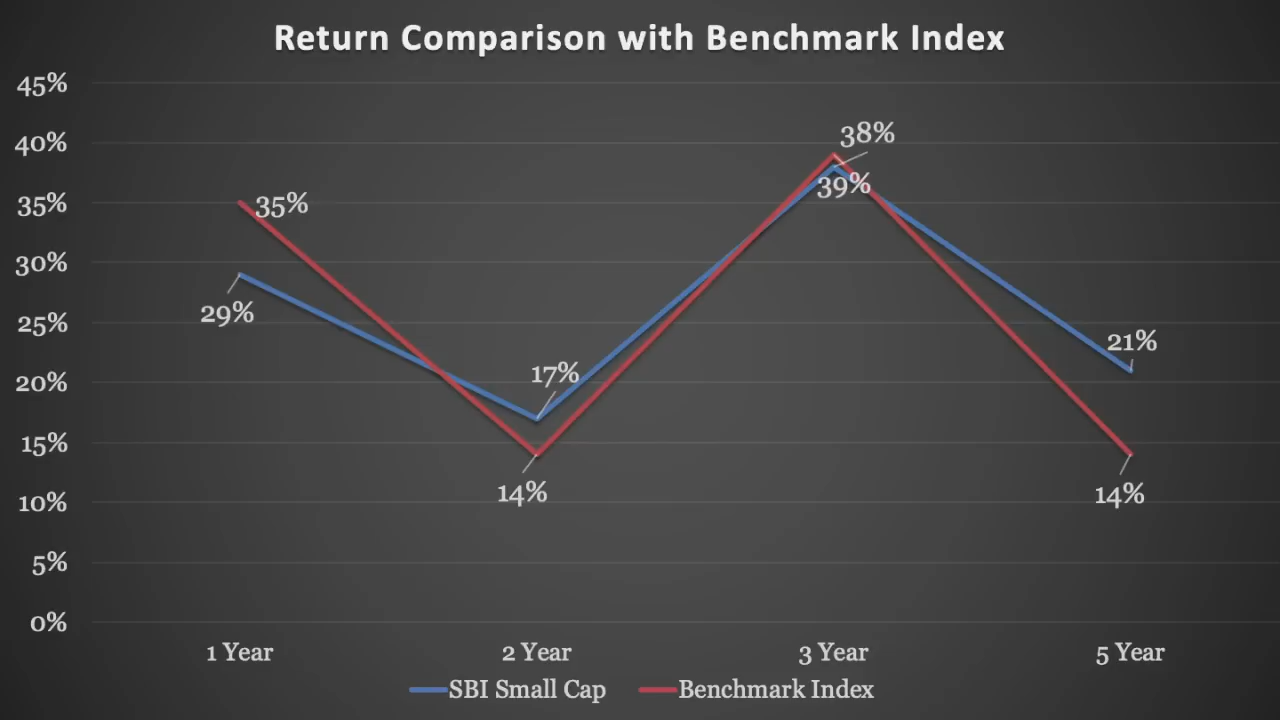 Return Comparison with Benchmark Index
45%
40%
35%
30%
25%
20%
15%
10%
5%
0%
35%
29%
17%
14%
38%
39%
21%
14%
1 Year
2 Year
3 Year
5 Year
SBI Small Cap
Benchmark Index